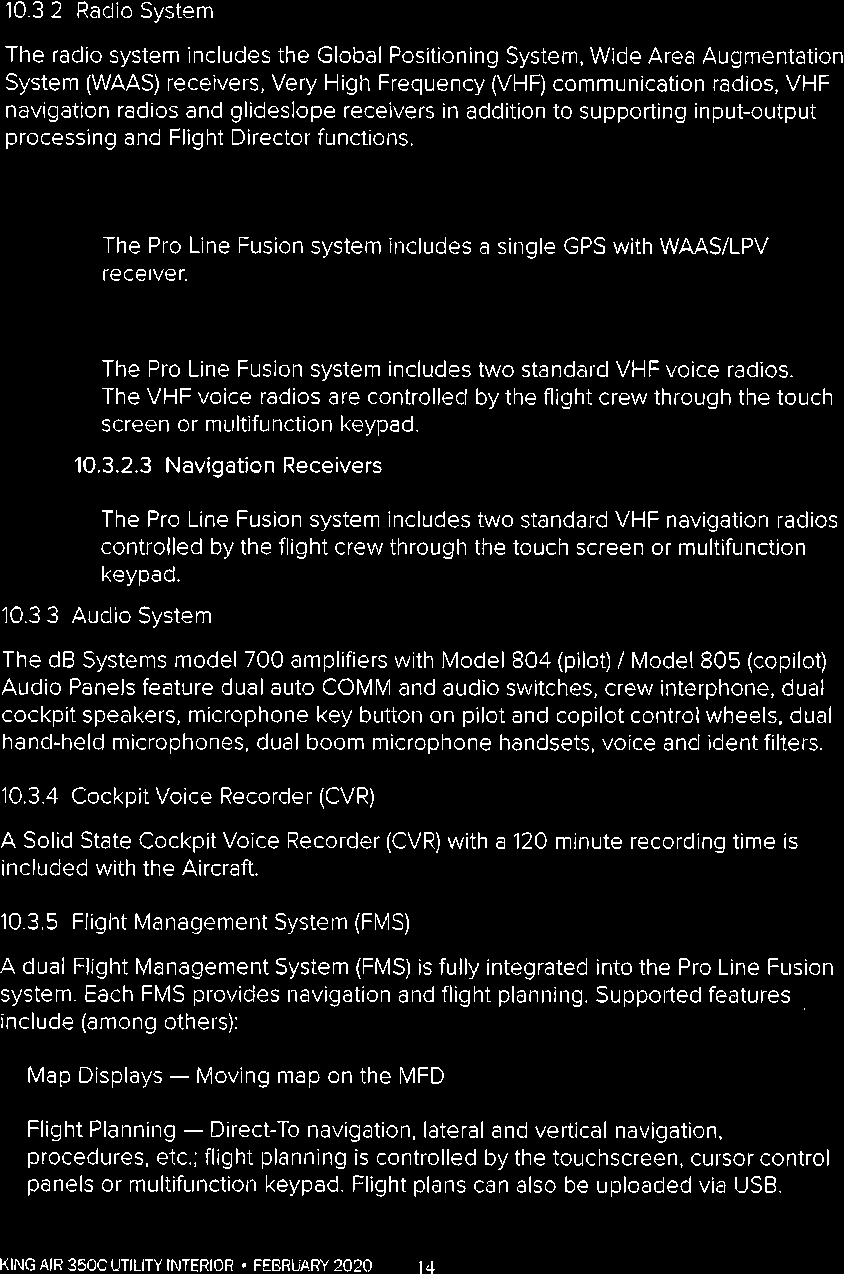 10.3 2 Radio System
The radio system includes the Global Positioning System, Wide Area Augmentation
System (WAAS) receivers, Very High Frequency (VHF) communication radios, VHF
navigation radios and glideslope receivers in addition to supporting input-output
processing and Flight Director functions.
The Pro Line Fusion system includes a single GPS with WAAS/LPV
receiver.
The Pro Line Fusion system includes two standard VHF voice radios.
The VHF voice radios are controlled by the flight crew through the touch
screen or multifunction keypad.
10.3.2.3 Navigation Receivers
The Pro Line Fusion system includes two standard VHF navigation radios
controlled by the flight crew through the touch screen or multifunction
keypad.
10.3 3 Audio System
The dB Systems model 700 amplifiers with Model 804 (pilot) / Model 805 (copilot)
Audio Panels feature dual auto COMM and audio switches, crew interphone, dual
cockpit speakers, microphone key button on pilot and copilot control wheels, dual
hand-held microphones, dual boom microphone handsets, voice and ident filters.
10.3.4 Cockpit Voice Recorder (CVR)
A Solid State Cockpit Voice Recorder (CVR) with a 120 minute recording time is
included with the Aircraft.
10.3.5 Flight Management System (FMS)
A dual Flight Management System (FMS) is fully integrated into the Pro Line Fusion
system. Each FMS provides navigation and flight planning. Supported features
include (among others):
Map Displays — Moving map on the MFD
Flight Planning — Direct-To navigation, lateral and vertical navigation,
procedures, etc.; flight planning is controlled by the touchscreen, cursor control
panels or multifunction keypad. Flight plans can also be uploaded via USB.
KING AIR 350C UTILITY INTERIOR • FEBRUARY 2020 14